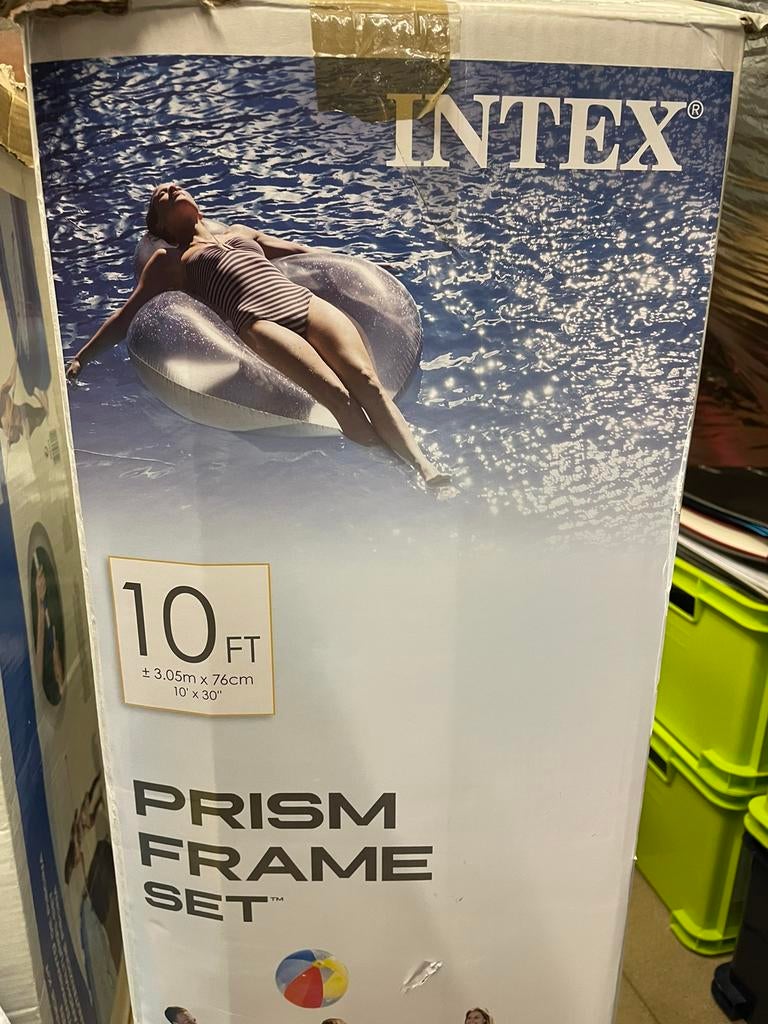 INTEX®
10 FT
± 3.05m x 76cm
10' x 30"
PRISM
FRAME
SET™